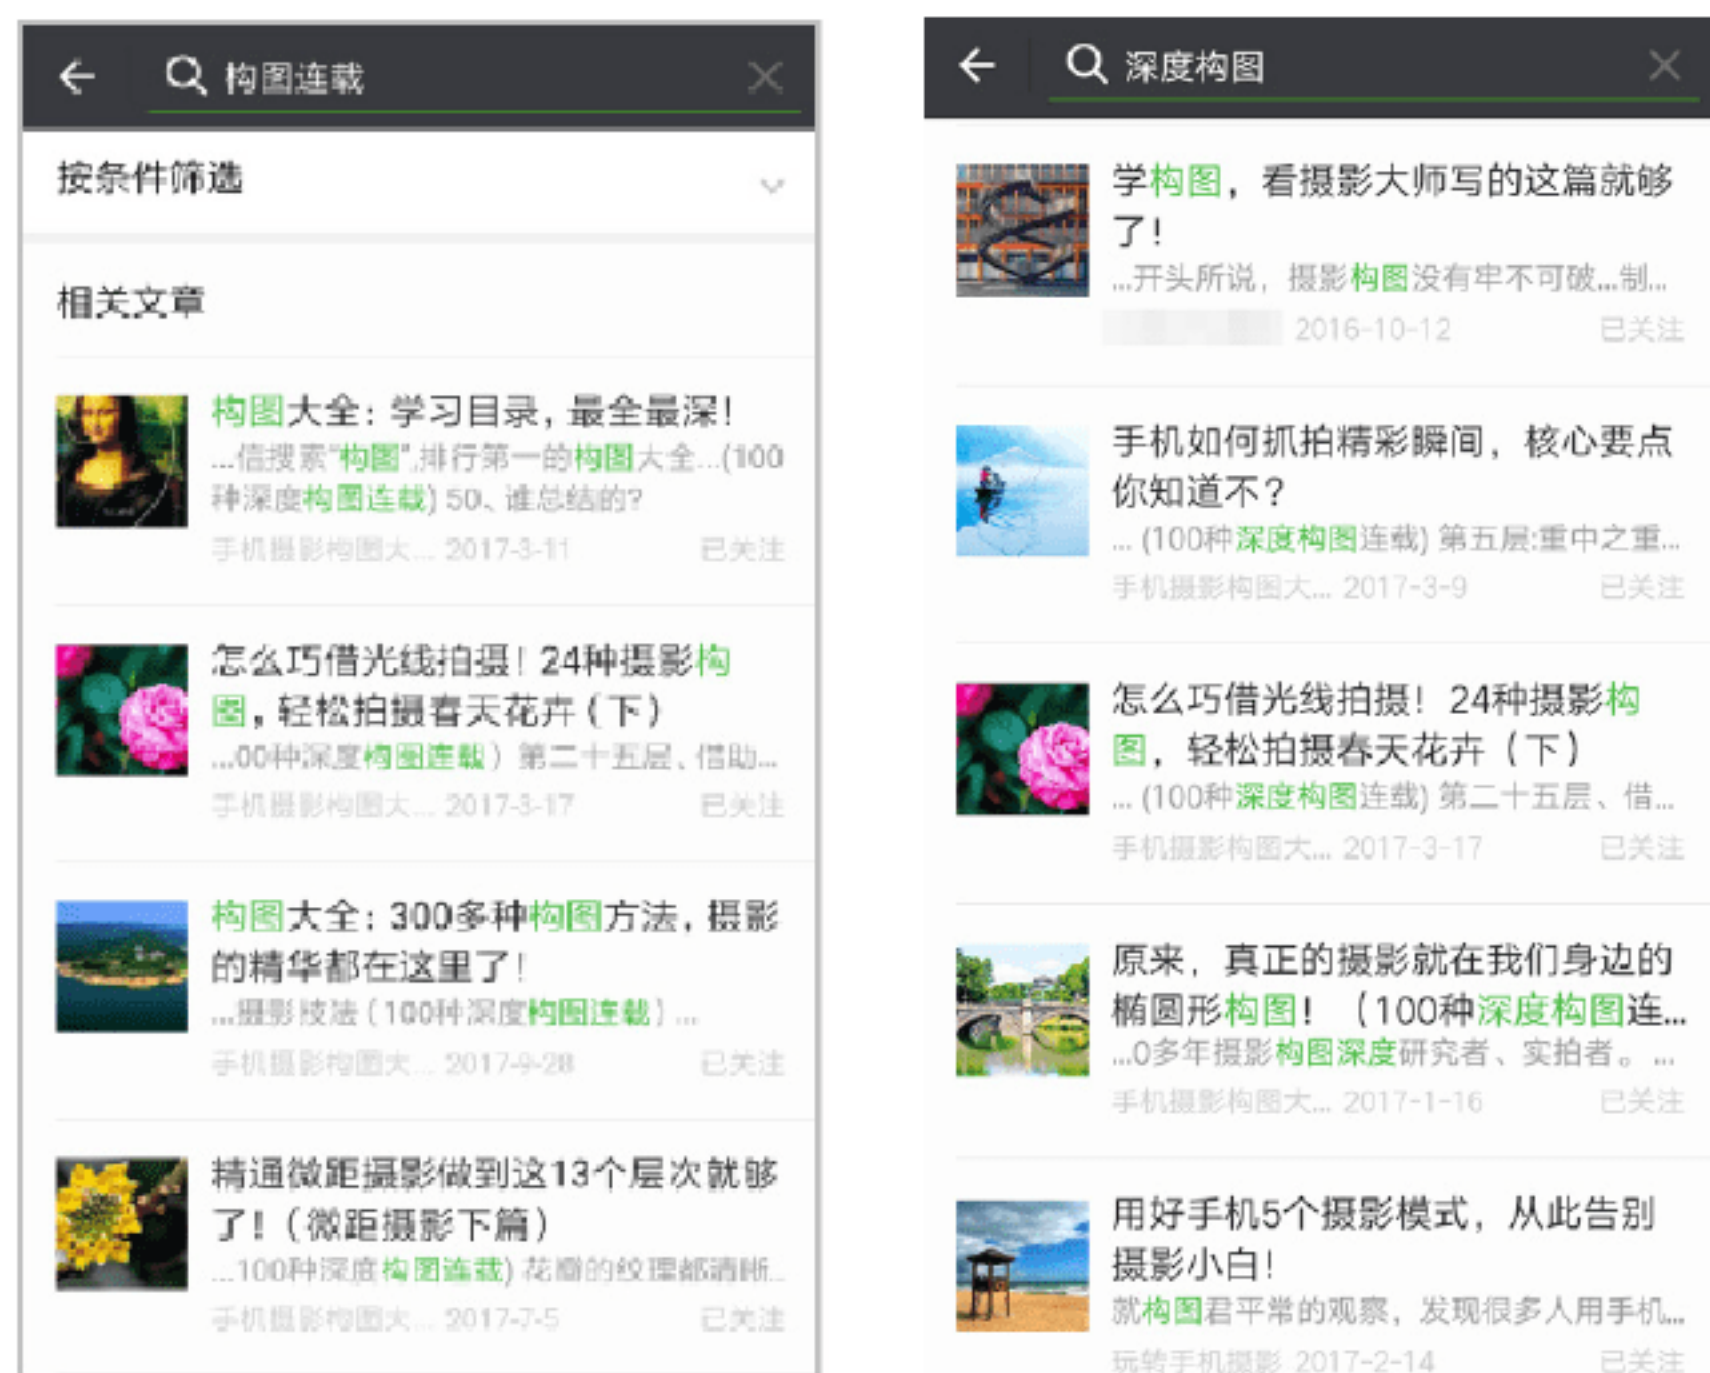 构图连载
按条件筛选
相关文章
构图大全：学习目录，最全最深！
...信搜素“构图”,排行第一的构图大全...(100
种深度构图连载) 50、谁总结的?
手机摄影构图大... 2017-3-11 已关注
怎么巧借光线拍摄！24种摄影构
图，轻松拍摄春天花卉（下）
...00种深度构图连载）第二十五层、借助...
手机摄影构图大... 2017-3-17 已关注
构图大全：300多种构图方法，摄影
的精华都在这里了！
...摄影技法（100种深度构图连载）...
手机摄影构图大... 2017-9-28 已关注
精通微距摄影做到这13个层次就够
了！（微距摄影下篇）
...100种深度构图连载) 花瓣的纹理都清晰...
手机摄影构图大... 2017-7-5 已关注
深度构图
学构图，看摄影大师写的这篇就够
了！
...开头所说，摄影构图没有牢不可破...制...
2016-10-12 已关注
手机如何抓拍精彩瞬间，核心要点
你知道不？
... (100种深度构图连载) 第五层:重中之重...
手机摄影构图大... 2017-3-9 已关注
怎么巧借光线拍摄！24种摄影构
图，轻松拍摄春天花卉（下）
... (100种深度构图连载) 第二十五层、借...
手机摄影构图大... 2017-3-17 已关注
原来，真正的摄影就在我们身边的
椭圆形构图！（100种深度构图连...
...0多年摄影构图深度研究者、实拍者。...
手机摄影构图大... 2017-1-16 已关注
用好手机5个摄影模式，从此告别
摄影小白！
就构图君平常的观察，发现很多人用手机...
玩转手机摄影 2017-2-14 已关注